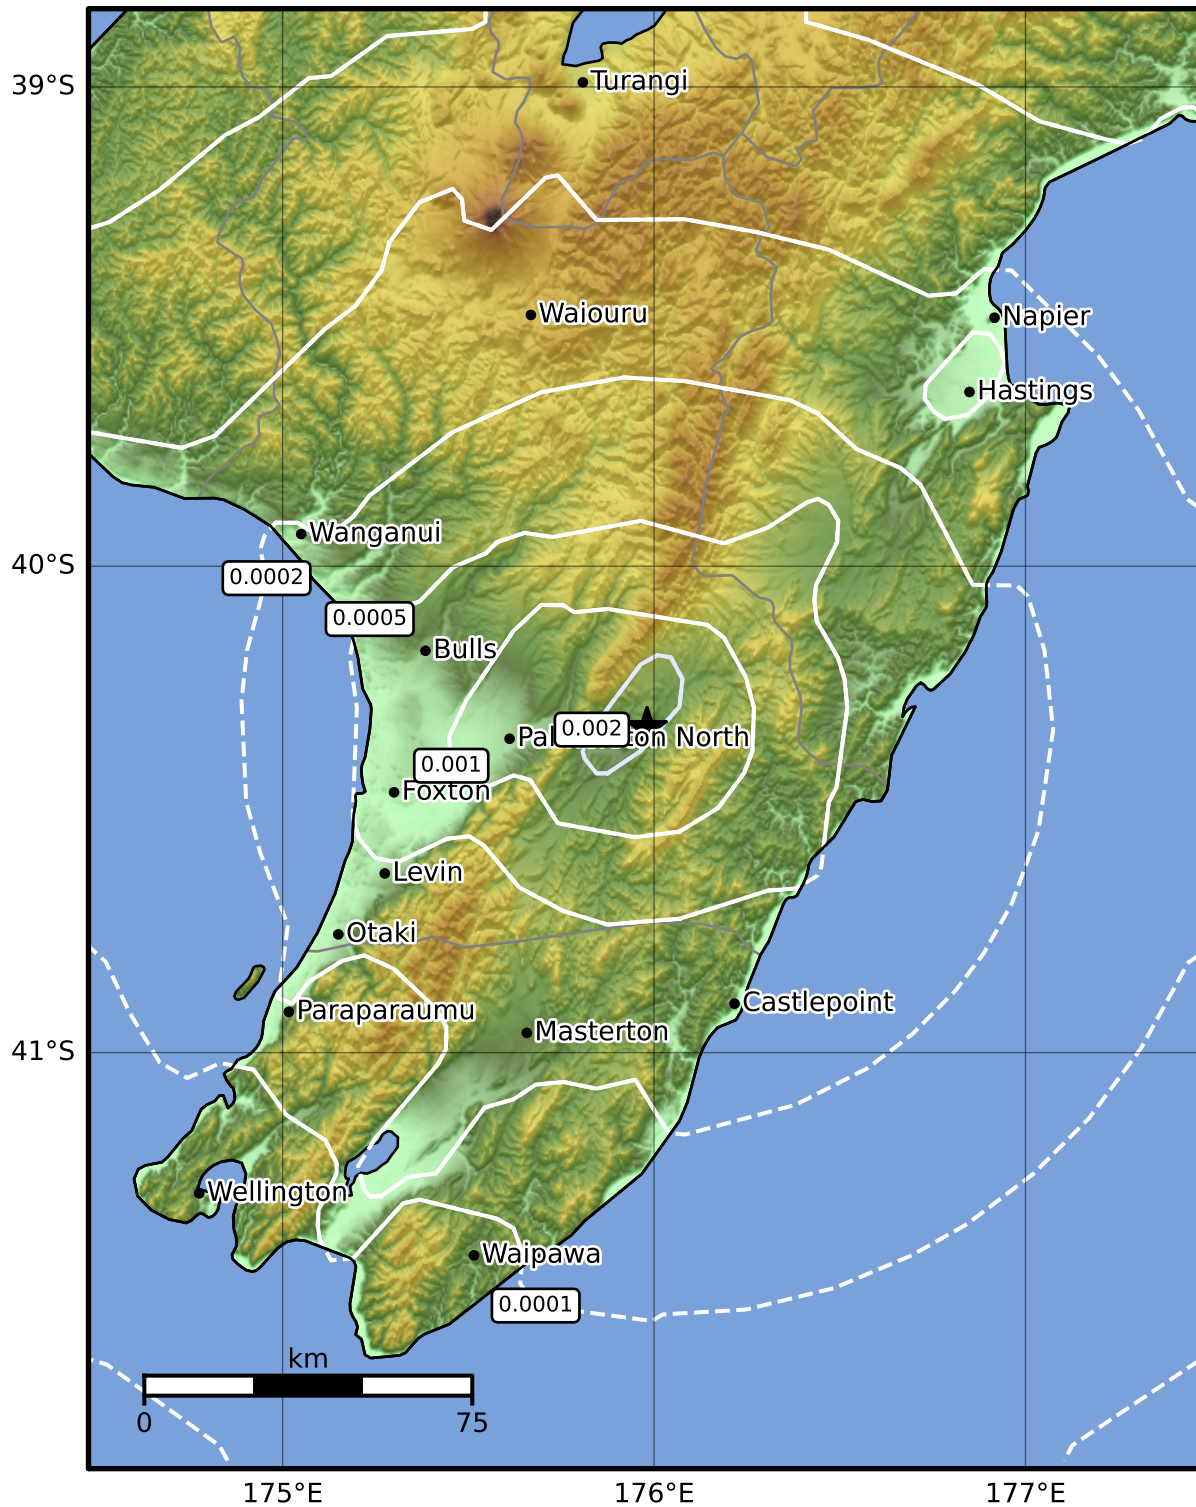 39°S
Turangi
Waiouru
Napier
Hastings
Wanganui
40°S
0.0002
0.0005
Bulls
0.002
Pal on North
0.001
Foxton
Levin
Otaki
Castlepoint
Paraparaumu
Masterton
41°S
Wellington
Waipawa
0.0001
km
0
75
175°E
176°E
177°E